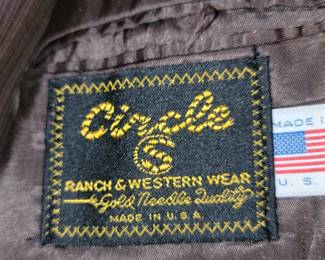 Circle
S
RANCH & WESTERN WEAR
Gold Needle Quality
MADE IN U.S.A
MADE I
U. S.